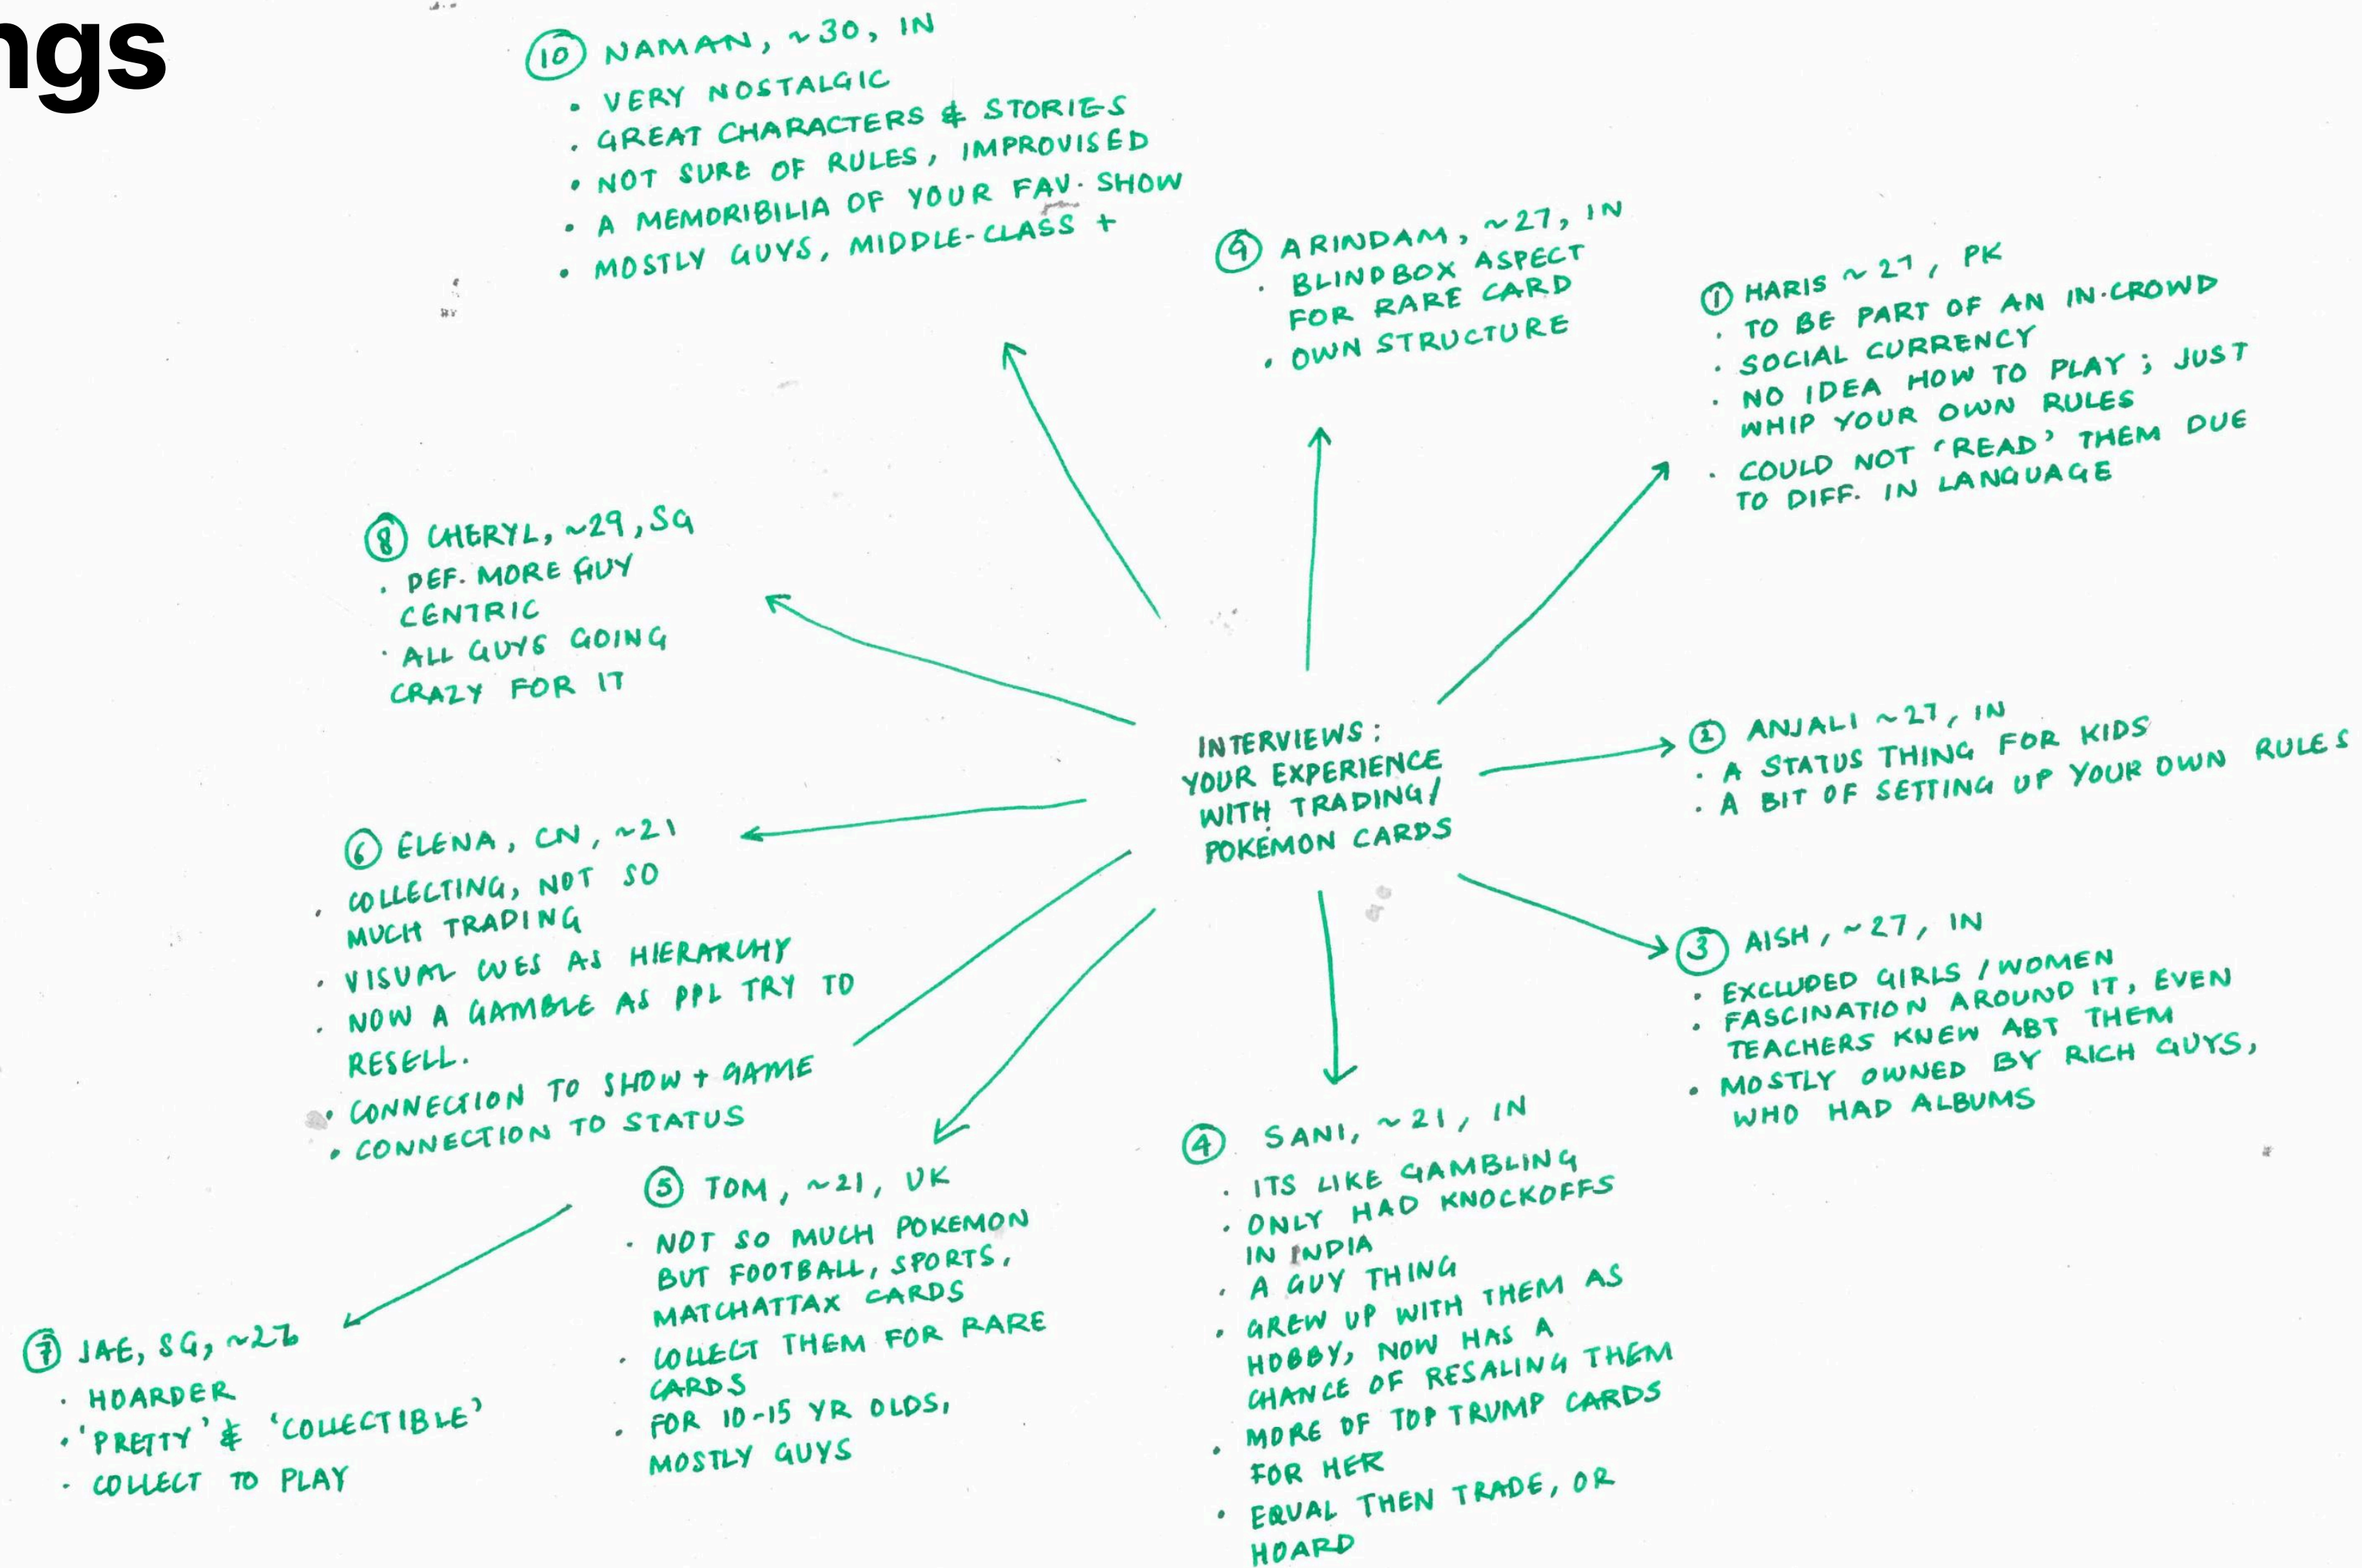 ngs
INTERVIEWS:
YOUR EXPERIENCE
WITH TRADING/
POKÉMON CARDS
① HARIS ~27, PK
· TO BE PART OF AN IN-CROWD
· SOCIAL CURRENCY
· NO IDEA HOW TO PLAY; JUST
WHIP YOUR OWN RULES
· COULD NOT 'READ' THEM DUE
TO DIFF. IN LANGUAGE
② ANJALI ~27, IN
· A STATUS THING FOR KIDS
· A BIT OF SETTING UP YOUR OWN RULES
③ AISH, ~27, IN
· EXCLUDED GIRLS / WOMEN
· FASCINATION AROUND IT, EVEN
TEACHERS KNEW ABT THEM
· MOSTLY OWNED BY RICH GUYS,
WHO HAD ALBUMS
④ SANI, ~21, IN
· ITS LIKE GAMBLING
· ONLY HAD KNOCKOFFS
IN INDIA
· A GUY THING
· GREW UP WITH THEM AS
HOBBY, NOW HAS A
CHANCE OF RESALING THEM
· MORE OF TOP TRUMP CARDS
FOR HER
· EQUAL THEN TRADE, OR
HOARD
⑤ TOM, ~21, UK
· NOT SO MUCH POKEMON
BUT FOOTBALL, SPORTS,
MATCHATTAX CARDS
· COLLECT THEM FOR RARE
CARDS
· FOR 10-15 YR OLDS,
MOSTLY GUYS
⑥ ELENA, CN, ~21
· COLLECTING, NOT SO
MUCH TRADING
· VISUAL CUES AS HIERARCHY
· NOW A GAMBLE AS PPL TRY TO
RESELL.
· CONNECTION TO SHOW + GAME
· CONNECTION TO STATUS
⑦ JAE, SG,
· HOARDER
· 'PRETTY' & 'COLLECTIBLE'
· COLLECT TO PLAY
⑧ CHERYL, ~29, SG
· DEF. MORE GUY
CENTRIC
· ALL GUYS GOING
CRAZY FOR IT
⑨ ARINDAM, ~27, IN
· BLINDBOX ASPECT
FOR RARE CARD
· OWN STRUCTURE
⑩ NAMAN, ~30, IN
· VERY NOSTALGIC
· GREAT CHARACTERS & STORIES
· NOT SURE OF RULES, IMPROVISED
· A MEMORIBILIA OF YOUR FAV. SHOW
· MOSTLY GUYS, MIDDLE-CLASS +